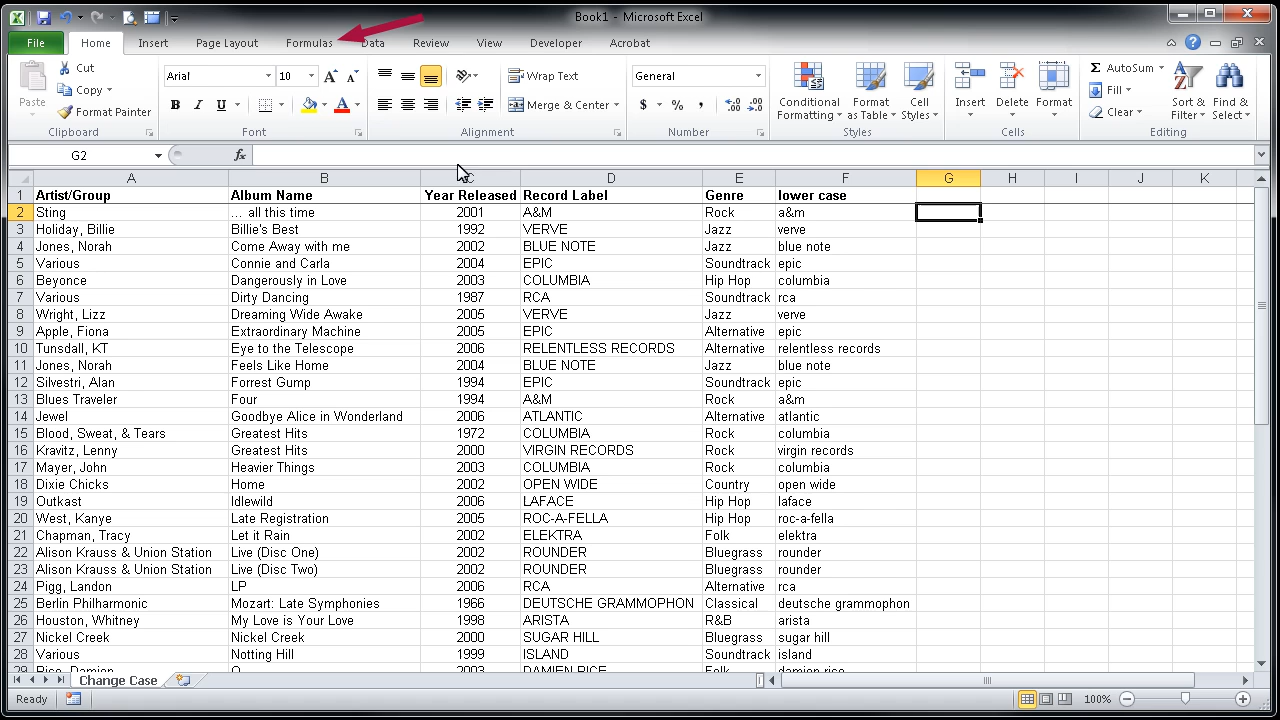 Book1 - Microsoft Excel
File Home Insert Page Layout Formulas Data Review View Developer Acrobat
Cut
Copy
Format Painter
Paste
Clipboard
Arial 10
B I U
Font
Wrap Text
Merge & Center
Alignment
General
$ % ,
Number
Conditional Formatting
Format as Table
Cell Styles
Styles
Insert Delete Format
Cells
Σ AutoSum
Fill
Clear
Sort & Filter
Find & Select
Editing
G2 fx
A B C D E F G H I J K
1 Artist/Group Album Name Year Released Record Label Genre lower case
2 Sting ... all this time 2001 A&M Rock a&m
3 Holiday, Billie Billie's Best 1992 VERVE Jazz verve
4 Jones, Norah Come Away with me 2002 BLUE NOTE Jazz blue note
5 Various Connie and Carla 2004 EPIC Soundtrack epic
6 Beyonce Dangerously in Love 2003 COLUMBIA Hip Hop columbia
7 Various Dirty Dancing 1987 RCA Soundtrack rca
8 Wright, Lizz Dreaming Wide Awake 2005 VERVE Jazz verve
9 Apple, Fiona Extraordinary Machine 2005 EPIC Alternative epic
10 Tunsdall, KT Eye to the Telescope 2006 RELENTLESS RECORDS Alternative relentless records
11 Jones, Norah Feels Like Home 2004 BLUE NOTE Jazz blue note
12 Silvestri, Alan Forrest Gump 1994 EPIC Soundtrack epic
13 Blues Traveler Four 1994 A&M Rock a&m
14 Jewel Goodbye Alice in Wonderland 2006 ATLANTIC Alternative atlantic
15 Blood, Sweat, & Tears Greatest Hits 1972 COLUMBIA Rock columbia
16 Kravitz, Lenny Greatest Hits 2000 VIRGIN RECORDS Rock virgin records
17 Mayer, John Heavier Things 2003 COLUMBIA Rock columbia
18 Dixie Chicks Home 2002 OPEN WIDE Country open wide
19 Outkast Idlewild 2006 LAFACE Hip Hop laface
20 West, Kanye Late Registration 2005 ROC-A-FELLA Hip Hop roc-a-fella
21 Chapman, Tracy Let it Rain 2002 ELEKTRA Folk elektra
22 Alison Krauss & Union Station Live (Disc One) 2002 ROUNDER Bluegrass rounder
23 Alison Krauss & Union Station Live (Disc Two) 2002 ROUNDER Bluegrass rounder
24 Pigg, Landon LP 2006 RCA Alternative rca
25 Berlin Philharmonic Mozart: Late Symphonies 1966 DEUTSCHE GRAMMOPHON Classical deutsche grammophon
26 Houston, Whitney My Love is Your Love 1998 ARISTA R&B arista
27 Nickel Creek Nickel Creek 2000 SUGAR HILL Bluegrass sugar hill
28 Various Notting Hill 1999 ISLAND Soundtrack island
29 Rice, Damien O 2003 DAMIEN RICE Folk damien rice
Change Case
Ready 100%